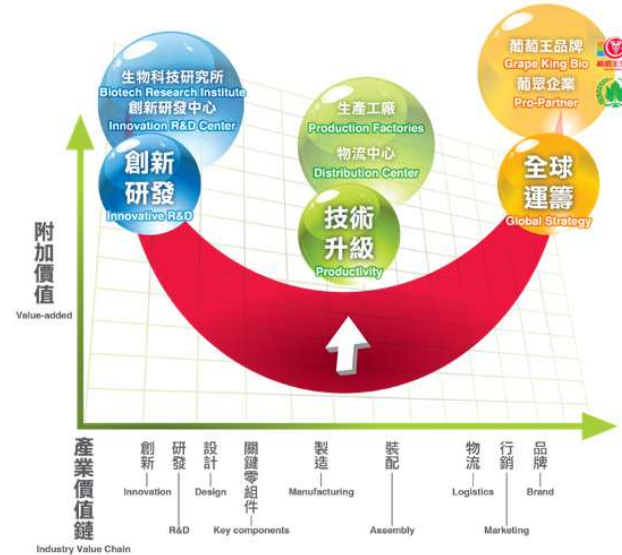 生物科技研究所
Biotech Research Institute
創新研發中心
Innovation R&D Center
創新
研發
Innovative R&D
生產工廠
Production Factories
物流中心
Distribution Center
技術
升級
Productivity
葡萄王品牌
Grape King Bio
葡眾企業
Pro-Partner
全球
運籌
Global Strategy
附加價值
Value-added
產業價值鏈
Industry Value Chain
創新
Innovation
研發
R&D
設計
Design
關鍵零組件
Key components
製造
Manufacturing
裝配
Assembly
物流
Logistics
行銷
Marketing
品牌
Brand